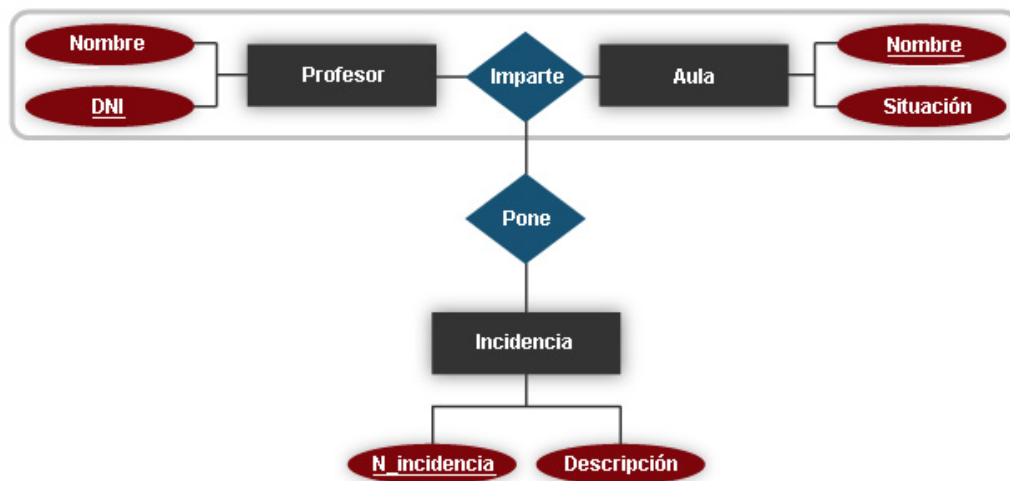 Nombre
DNI
Profesor
Imparte
Aula
Nombre
Situación
Pone
Incidencia
N_incidencia
Descripción